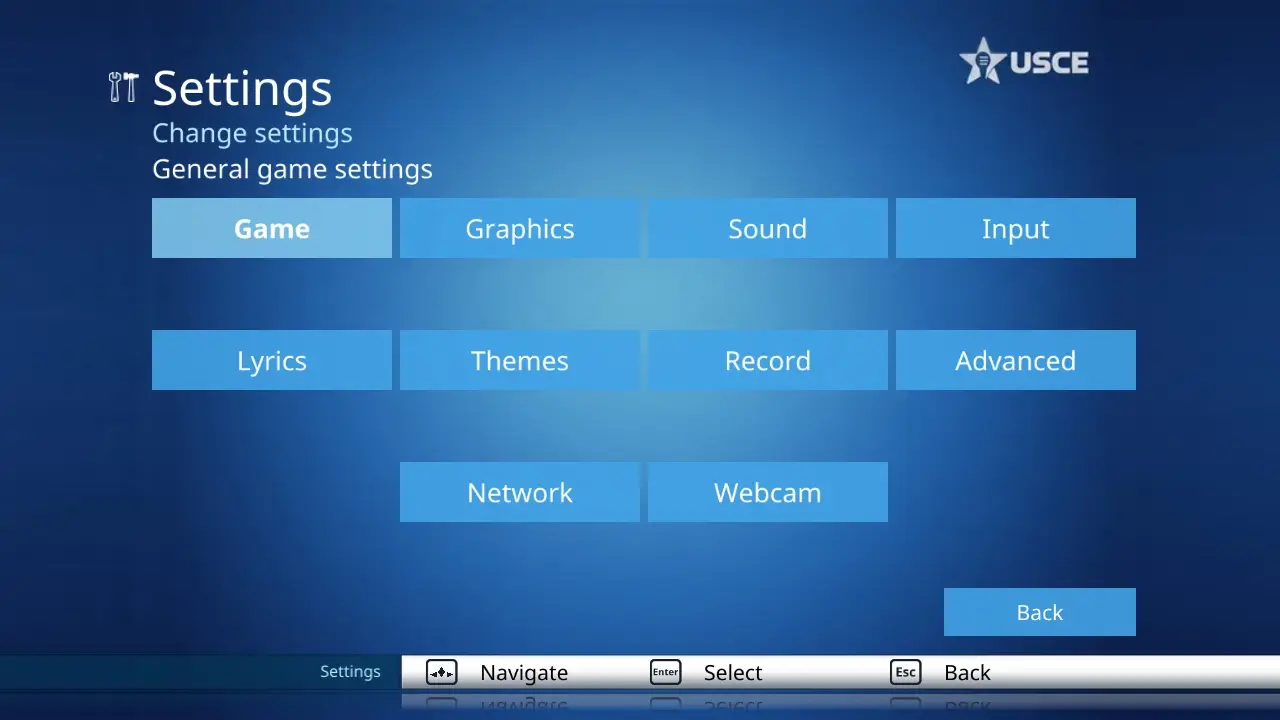 USCE
Settings
Change settings
General game settings
Game Graphics Sound Input
Lyrics Themes Record Advanced
Network Webcam
Back
Settings Navigate Enter Select Esc Back